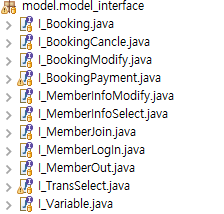 model.model_interface
I_Booking.java
I_BookingCancle.java
I_BookingModify.java
I_BookingPayment.java
I_MemberInfoModify.java
I_MemberInfoSelect.java
I_MemberJoin.java
I_MemberLogIn.java
I_MemberOut.java
I_TransSelect.java
I_Variable.java